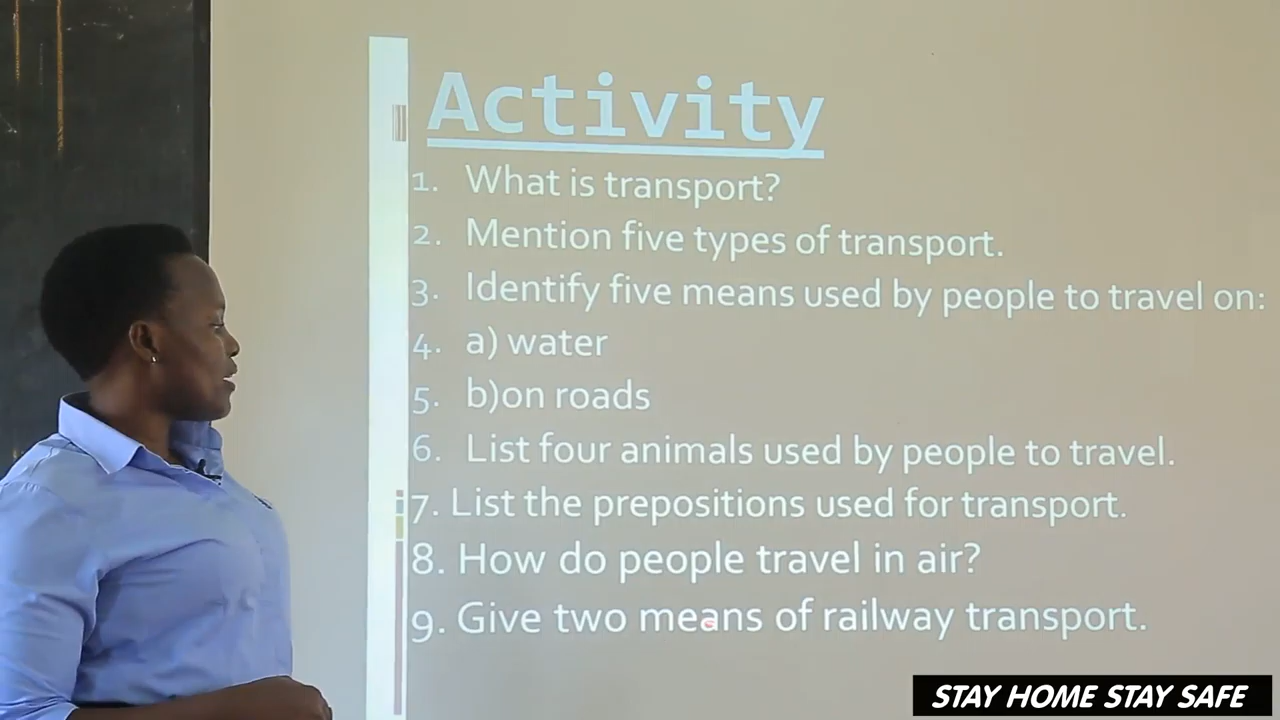 Activity
1. What is transport?
2. Mention five types of transport.
3. Identify five means used by people to travel on:
4. a) water
5. b)on roads
6. List four animals used by people to travel.
7. List the prepositions used for transport.
8. How do people travel in air?
9. Give two means of railway transport.
STAY HOME STAY SAFE